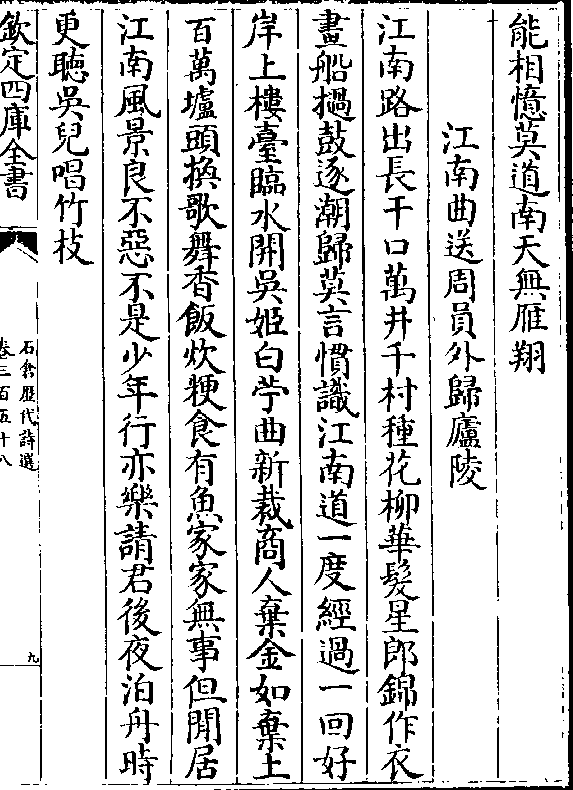 能相憶莫道南天無雁翔
江南曲送周員外歸廬陵
江南路出長干口萬井千村種花柳華髮星郎錦作衣
畫船撾鼓逐潮歸莫言慣識江南道一度經過一回好
岸上樓臺臨水開吳姬白苧曲新裁商人棄金如棄土
百萬壚頭換歌舞香飯炊粳食有魚家家無事但閒居
江南風景良不惡不是少年行亦樂請君後夜泊舟時
更聽吳兒唱竹枝
欽定四庫全書
石倉歷代詩選
卷三百五十八
九